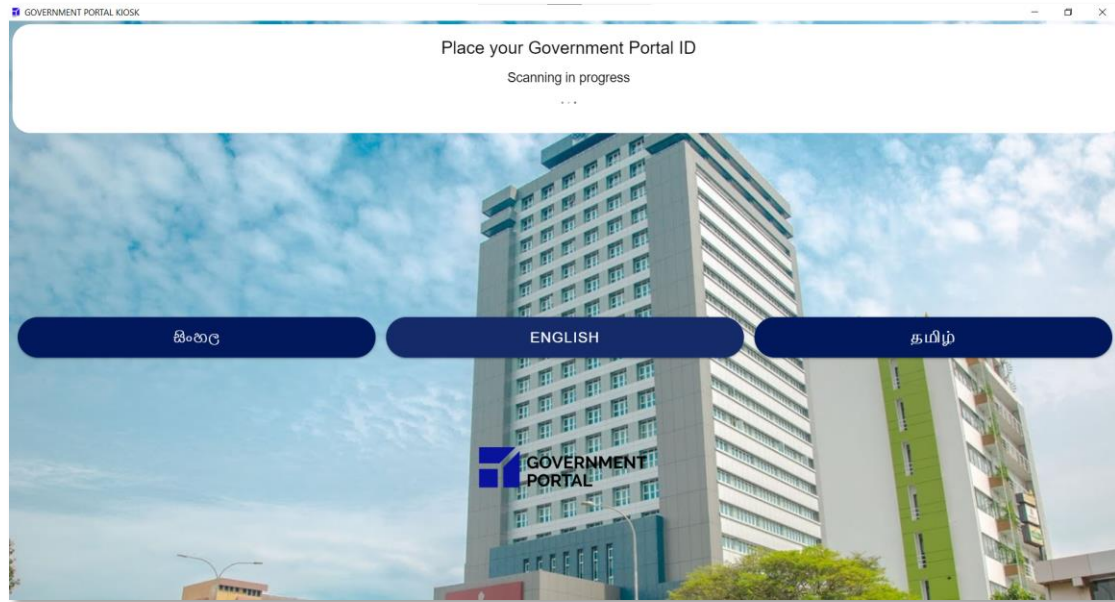 GOVERNMENT PORTAL KIOSK
Place your Government Portal ID
Scanning in progress
...
සිංහල
ENGLISH
தமிழ்
GOVERNMENT
PORTAL